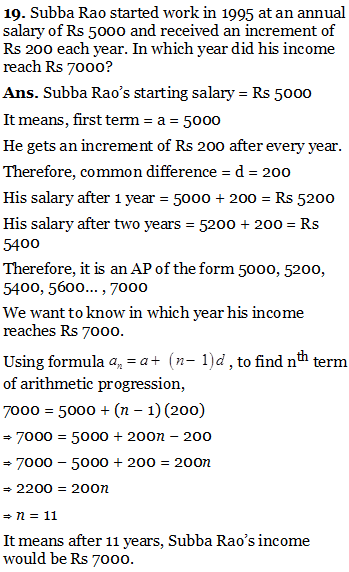 19. Subba Rao started work in 1995 at an annual
salary of Rs 5000 and received an increment of
Rs 200 each year. In which year did his income
reach Rs 7000?
Ans. Subba Rao's starting salary = Rs 5000
It means, first term = a = 5000
He gets an increment of Rs 200 after every year.
Therefore, common difference = d = 200
His salary after 1 year = 5000 + 200 = Rs 5200
His salary after two years = 5200 + 200 = Rs
5400
Therefore, it is an AP of the form 5000, 5200,
5400, 5600... , 7000
We want to know in which year his income
reaches Rs 7000.
Using formula aₙ = a + (n − 1)d , to find nᵗʰ term
of arithmetic progression,
7000 = 5000 + (n − 1) (200)
⇒ 7000 = 5000 + 200n − 200
⇒ 7000 − 5000 + 200 = 200n
⇒ 2200 = 200n
⇒ n = 11
It means after 11 years, Subba Rao's income
would be Rs 7000.